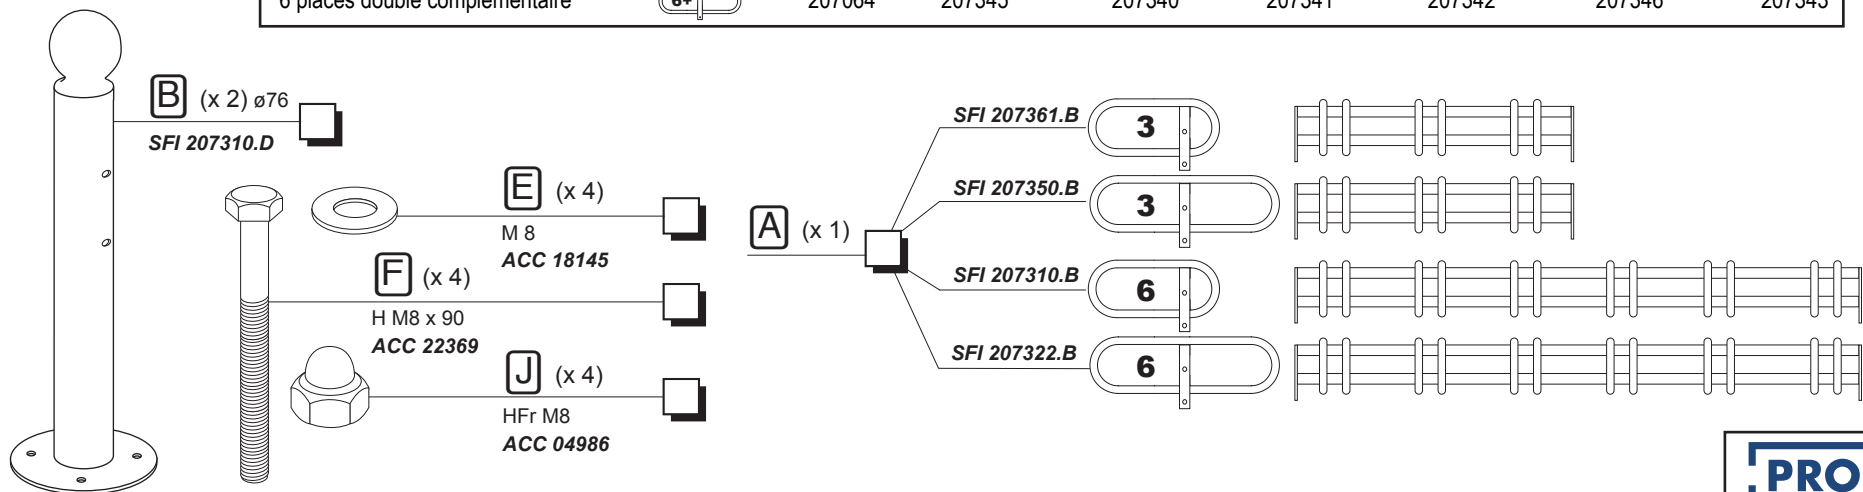 6 places double complémentaire 6+ 207064 207345 207340 207341 207342 207346 207343
B (x 2) ø76
SFI 207310.D
E (x 4)
M 8
ACC 18145
F (x 4)
H M8 x 90
ACC 22369
J (x 4)
HFr M8
ACC 04986
A (x 1)
SFI 207361.B 3
SFI 207350.B 3
SFI 207310.B 6
SFI 207322.B 6
PRO